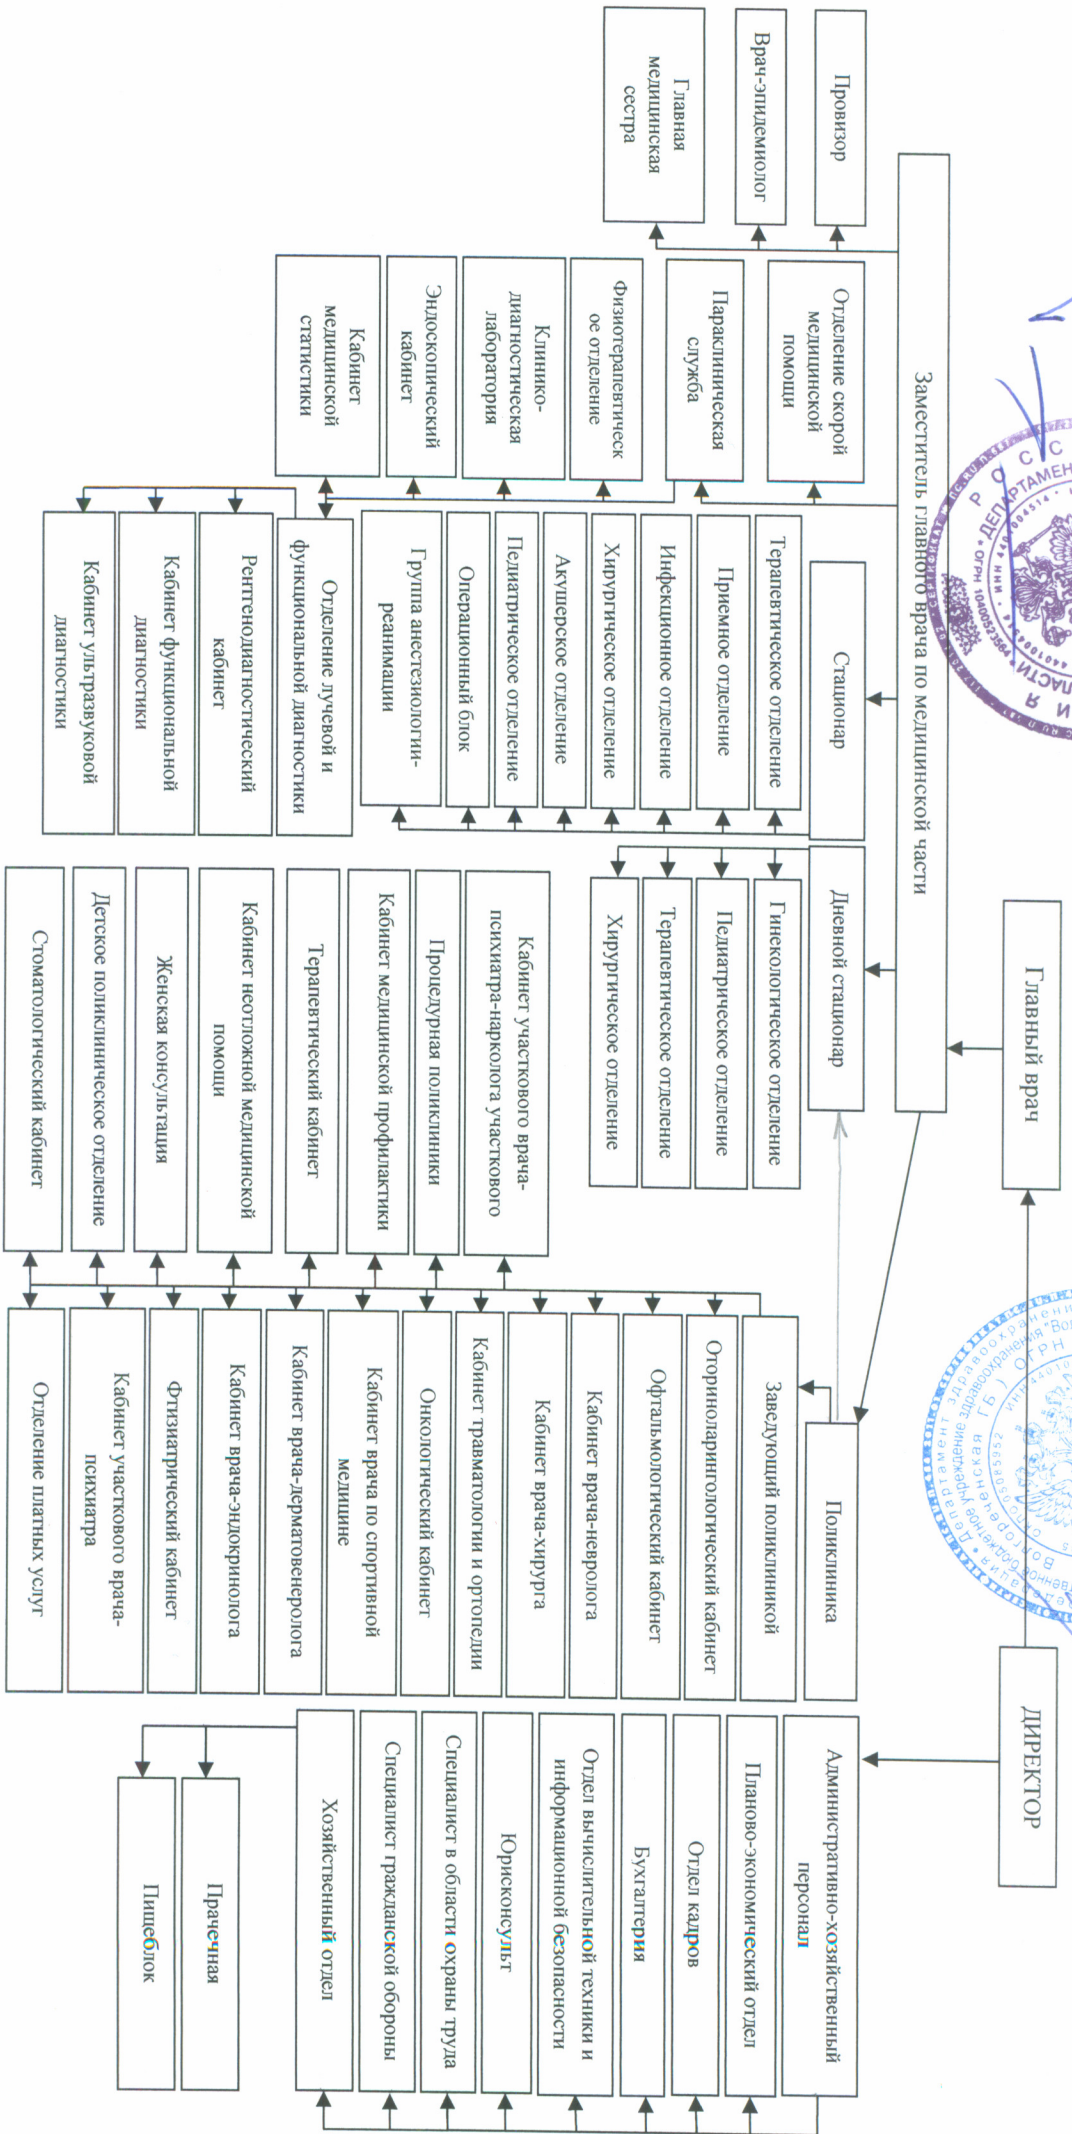 ДИРЕКТОР
Главный врач
Заместитель главного врача по медицинской части
Провизор
Врач-эпидемиолог
Главная
медицинская
сестра
Отделение скорой
медицинской
помощи
Параклиническая
служба
Физиотерапевтическ
ое отделение
Клинико-
диагностическая
лаборатория
Эндоскопический
кабинет
Кабинет
медицинской
статистики
Отделение лучевой и
функциональной диагностики
Рентгенодиагностический
кабинет
Кабинет функциональной
диагностики
Кабинет ультразвуковой
диагностики
Стационар
Терапевтическое отделение
Приемное отделение
Инфекционное отделение
Хирургическое отделение
Акушерское отделение
Педиатрическое отделение
Операционный блок
Группа анестезиологии-
реанимации
Дневной стационар
Гинекологическое отделение
Педиатрическое отделение
Терапевтическое отделение
Хирургическое отделение
Поликлиника
Заведующий поликлиникой
Оториноларингологический кабинет
Офтальмологический кабинет
Кабинет врача-невролога
Кабинет врача-хирурга
Кабинет травматологии и ортопедии
Онкологический кабинет
Кабинет врача по спортивной
медицине
Кабинет врача-дерматовенеролога
Кабинет врача-эндокринолога
Фтизиатрический кабинет
Кабинет участкового врача-
психиатра
Отделение платных услуг
Кабинет участкового врача-
психиатра-нарколога участкового
Процедурная поликлиники
Кабинет медицинской профилактики
Терапевтический кабинет
Кабинет неотложной медицинской
помощи
Женская консультация
Детское поликлиническое отделение
Стоматологический кабинет
Административно-хозяйственный
персонал
Планово-экономический отдел
Отдел кадров
Бухгалтерия
Отдел вычислительной техники и
информационной безопасности
Юрисконсульт
Специалист в области охраны труда
Специалист гражданской обороны
Хозяйственный отдел
Прачечная
Пищеблок